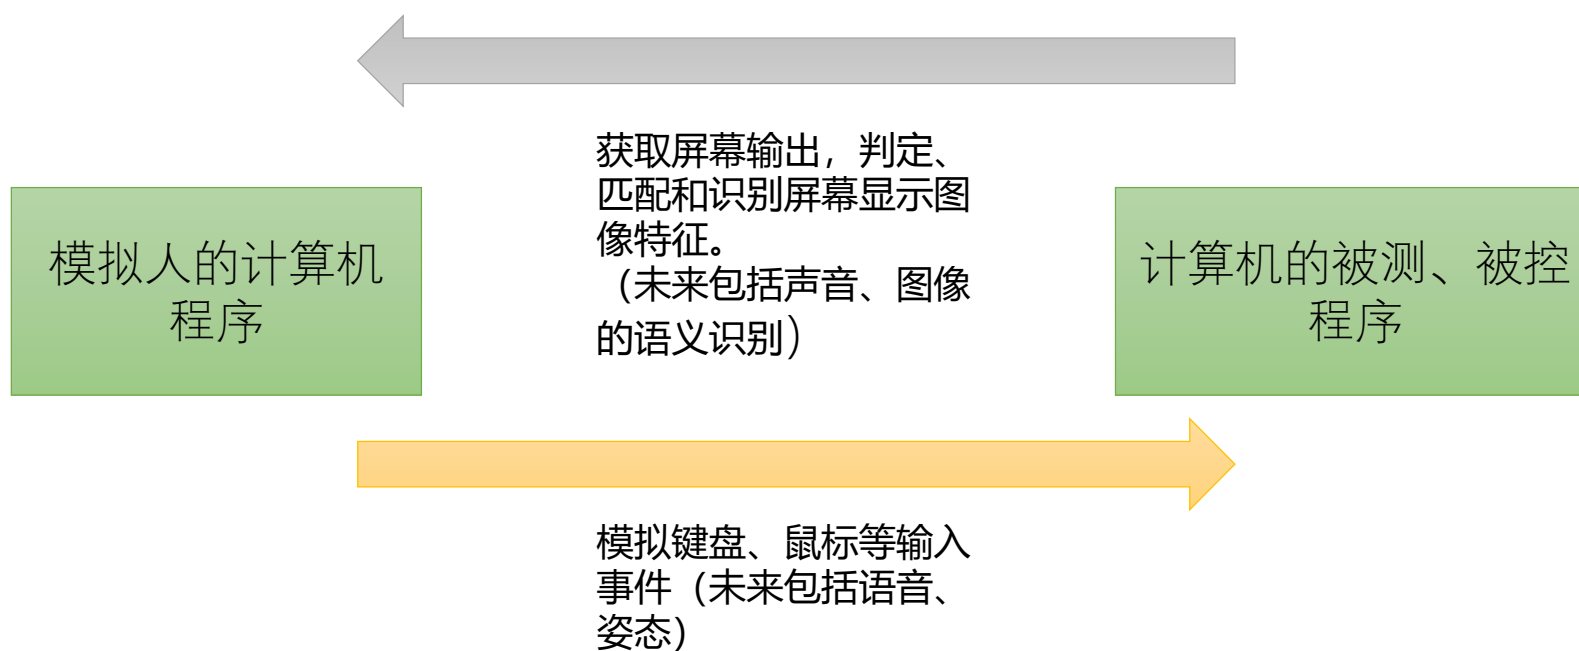 获取屏幕输出，判定、
匹配和识别屏幕显示图
像特征。
（未来包括声音、图像
的语义识别）
模拟人的计算机
程序
计算机的被测、被控
程序
模拟键盘、鼠标等输入
事件（未来包括语音、
姿态）